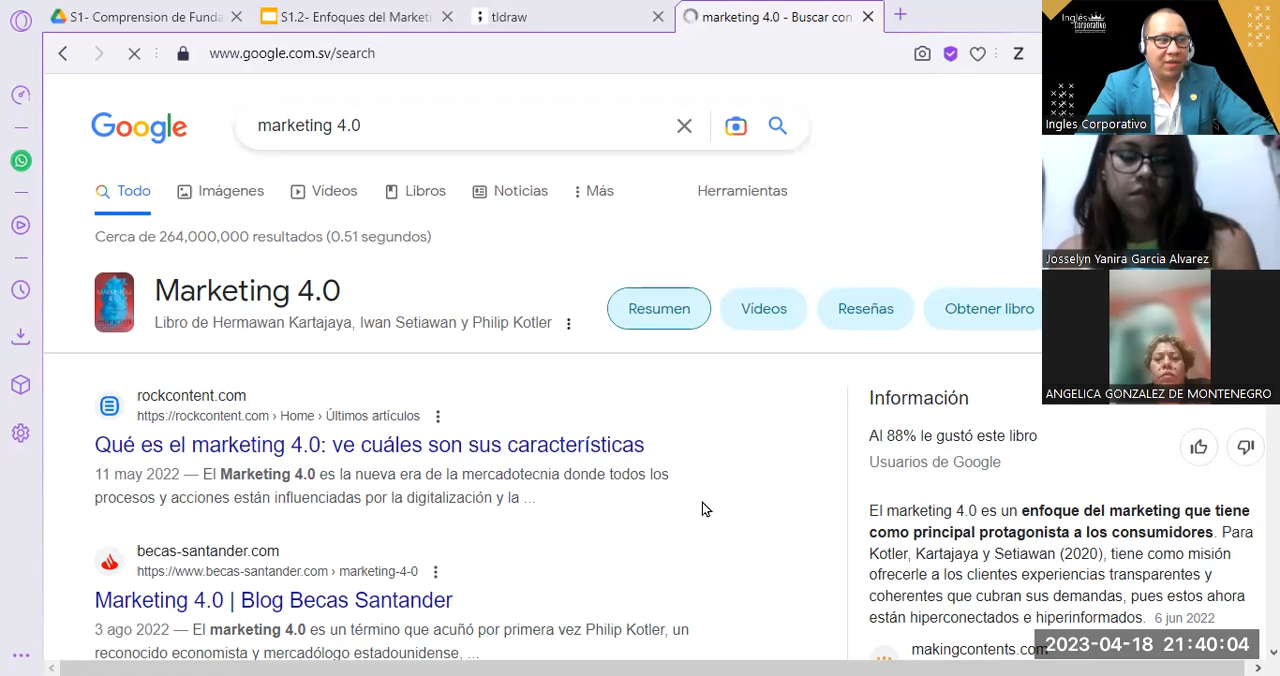 S1- Comprension de Funda
S1.2- Enfoques del Marketi
tldraw
marketing 4.0 - Buscar con
www.google.com.sv/search
Z
Google
marketing 4.0
Todo
Imágenes
Videos
Libros
Noticias
Más
Herramientas
Cerca de 264,000,000 resultados (0.51 segundos)
Marketing 4.0
Libro de Hermawan Kartajaya, Iwan Setiawan y Philip Kotler
Resumen
Videos
Reseñas
Obtener libro
rockcontent.com
https://rockcontent.com › Home › Últimos artículos
Qué es el marketing 4.0: ve cuáles son sus características
11 may 2022 — El Marketing 4.0 es la nueva era de la mercadotecnia donde todos los
procesos y acciones están influenciadas por la digitalización y la ...
becas-santander.com
https://www.becas-santander.com › marketing-4-0
Marketing 4.0 | Blog Becas Santander
3 ago 2022 — El marketing 4.0 es un término que acuñó por primera vez Philip Kotler, un
reconocido economista y mercadólogo estadounidense, ...
Información
Al 88% le gustó este libro
Usuarios de Google
El marketing 4.0 es un enfoque del marketing que tiene
como principal protagonista a los consumidores. Para
Kotler, Kartajaya y Setiawan (2020), tiene como misión
ofrecerle a los clientes experiencias transparentes y
coherentes que cubran sus demandas, pues estos ahora
están hiperconectados e hiperinformados. 6 jun 2022
makingcontents.com
Inglés
Corporativo
Ingles Corporativo
Josselyn Yanira Garcia Alvarez
ANGELICA GONZALEZ DE MONTENEGRO
2023-04-18 21:40:04